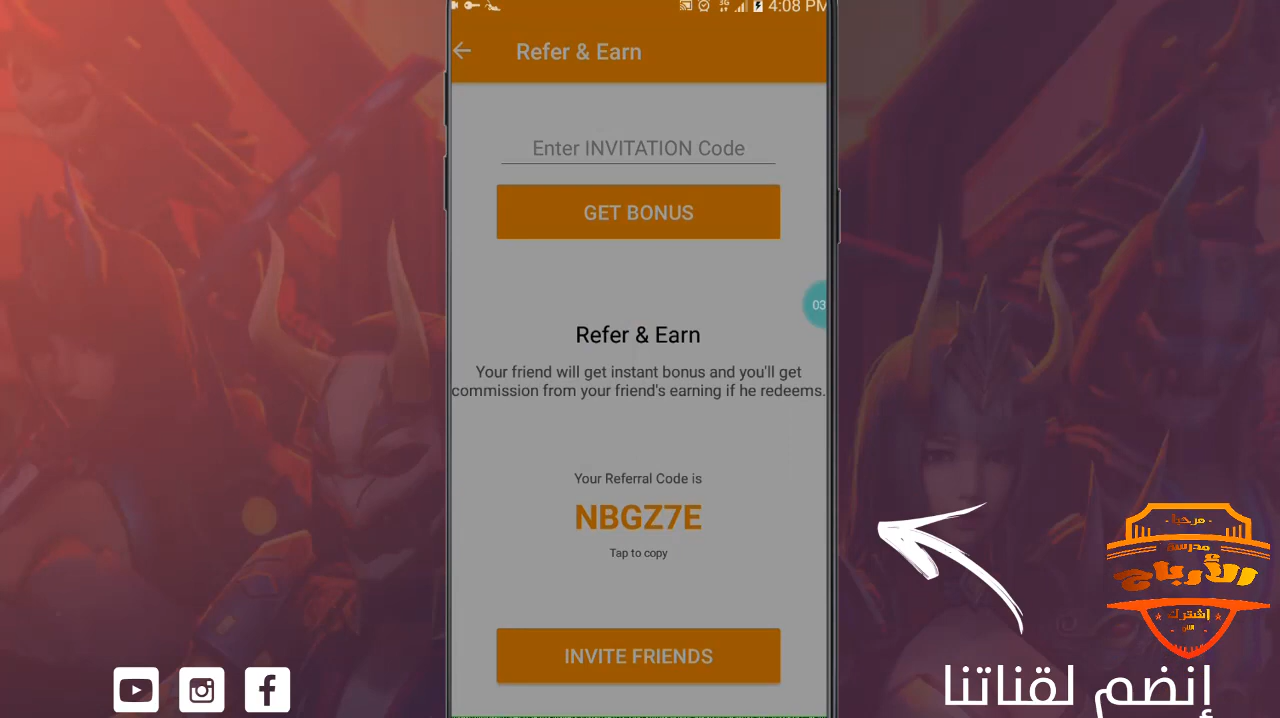 3G 4:08 PM
Refer & Earn
Enter INVITATION Code
GET BONUS
03
Refer & Earn
Your friend will get instant bonus and you'll get
commission from your friend's earning if he redeems.
Your Referral Code is
NBGZ7E
Tap to copy
INVITE FRIENDS
مرحبا
مدرسة
الأرباح
إشترك
إنضم لقناتنا